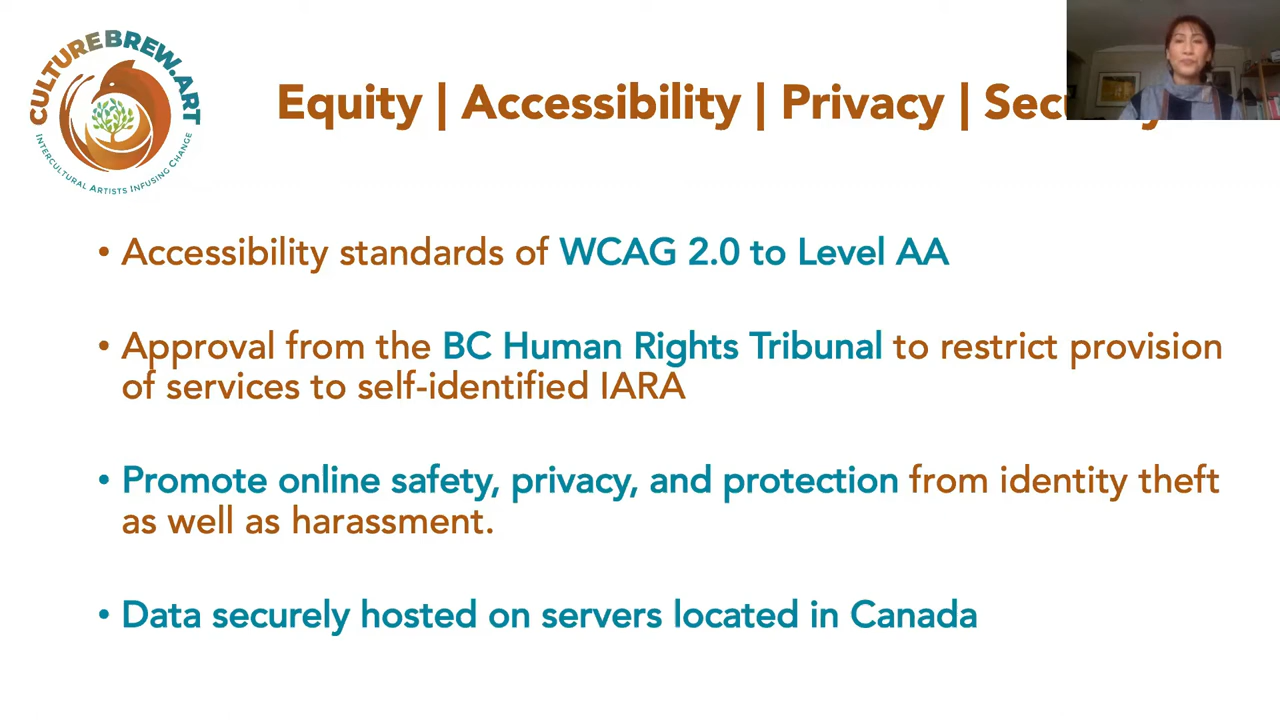 CULTUREBREW.ART
INTERCULTURAL ARTISTS INFUSING CHANGE
Equity | Accessibility | Privacy |
• Accessibility standards of WCAG 2.0 to Level AA
• Approval from the BC Human Rights Tribunal to restrict provision
of services to self-identified IARA
• Promote online safety, privacy, and protection from identity theft
as well as harassment.
• Data securely hosted on servers located in Canada